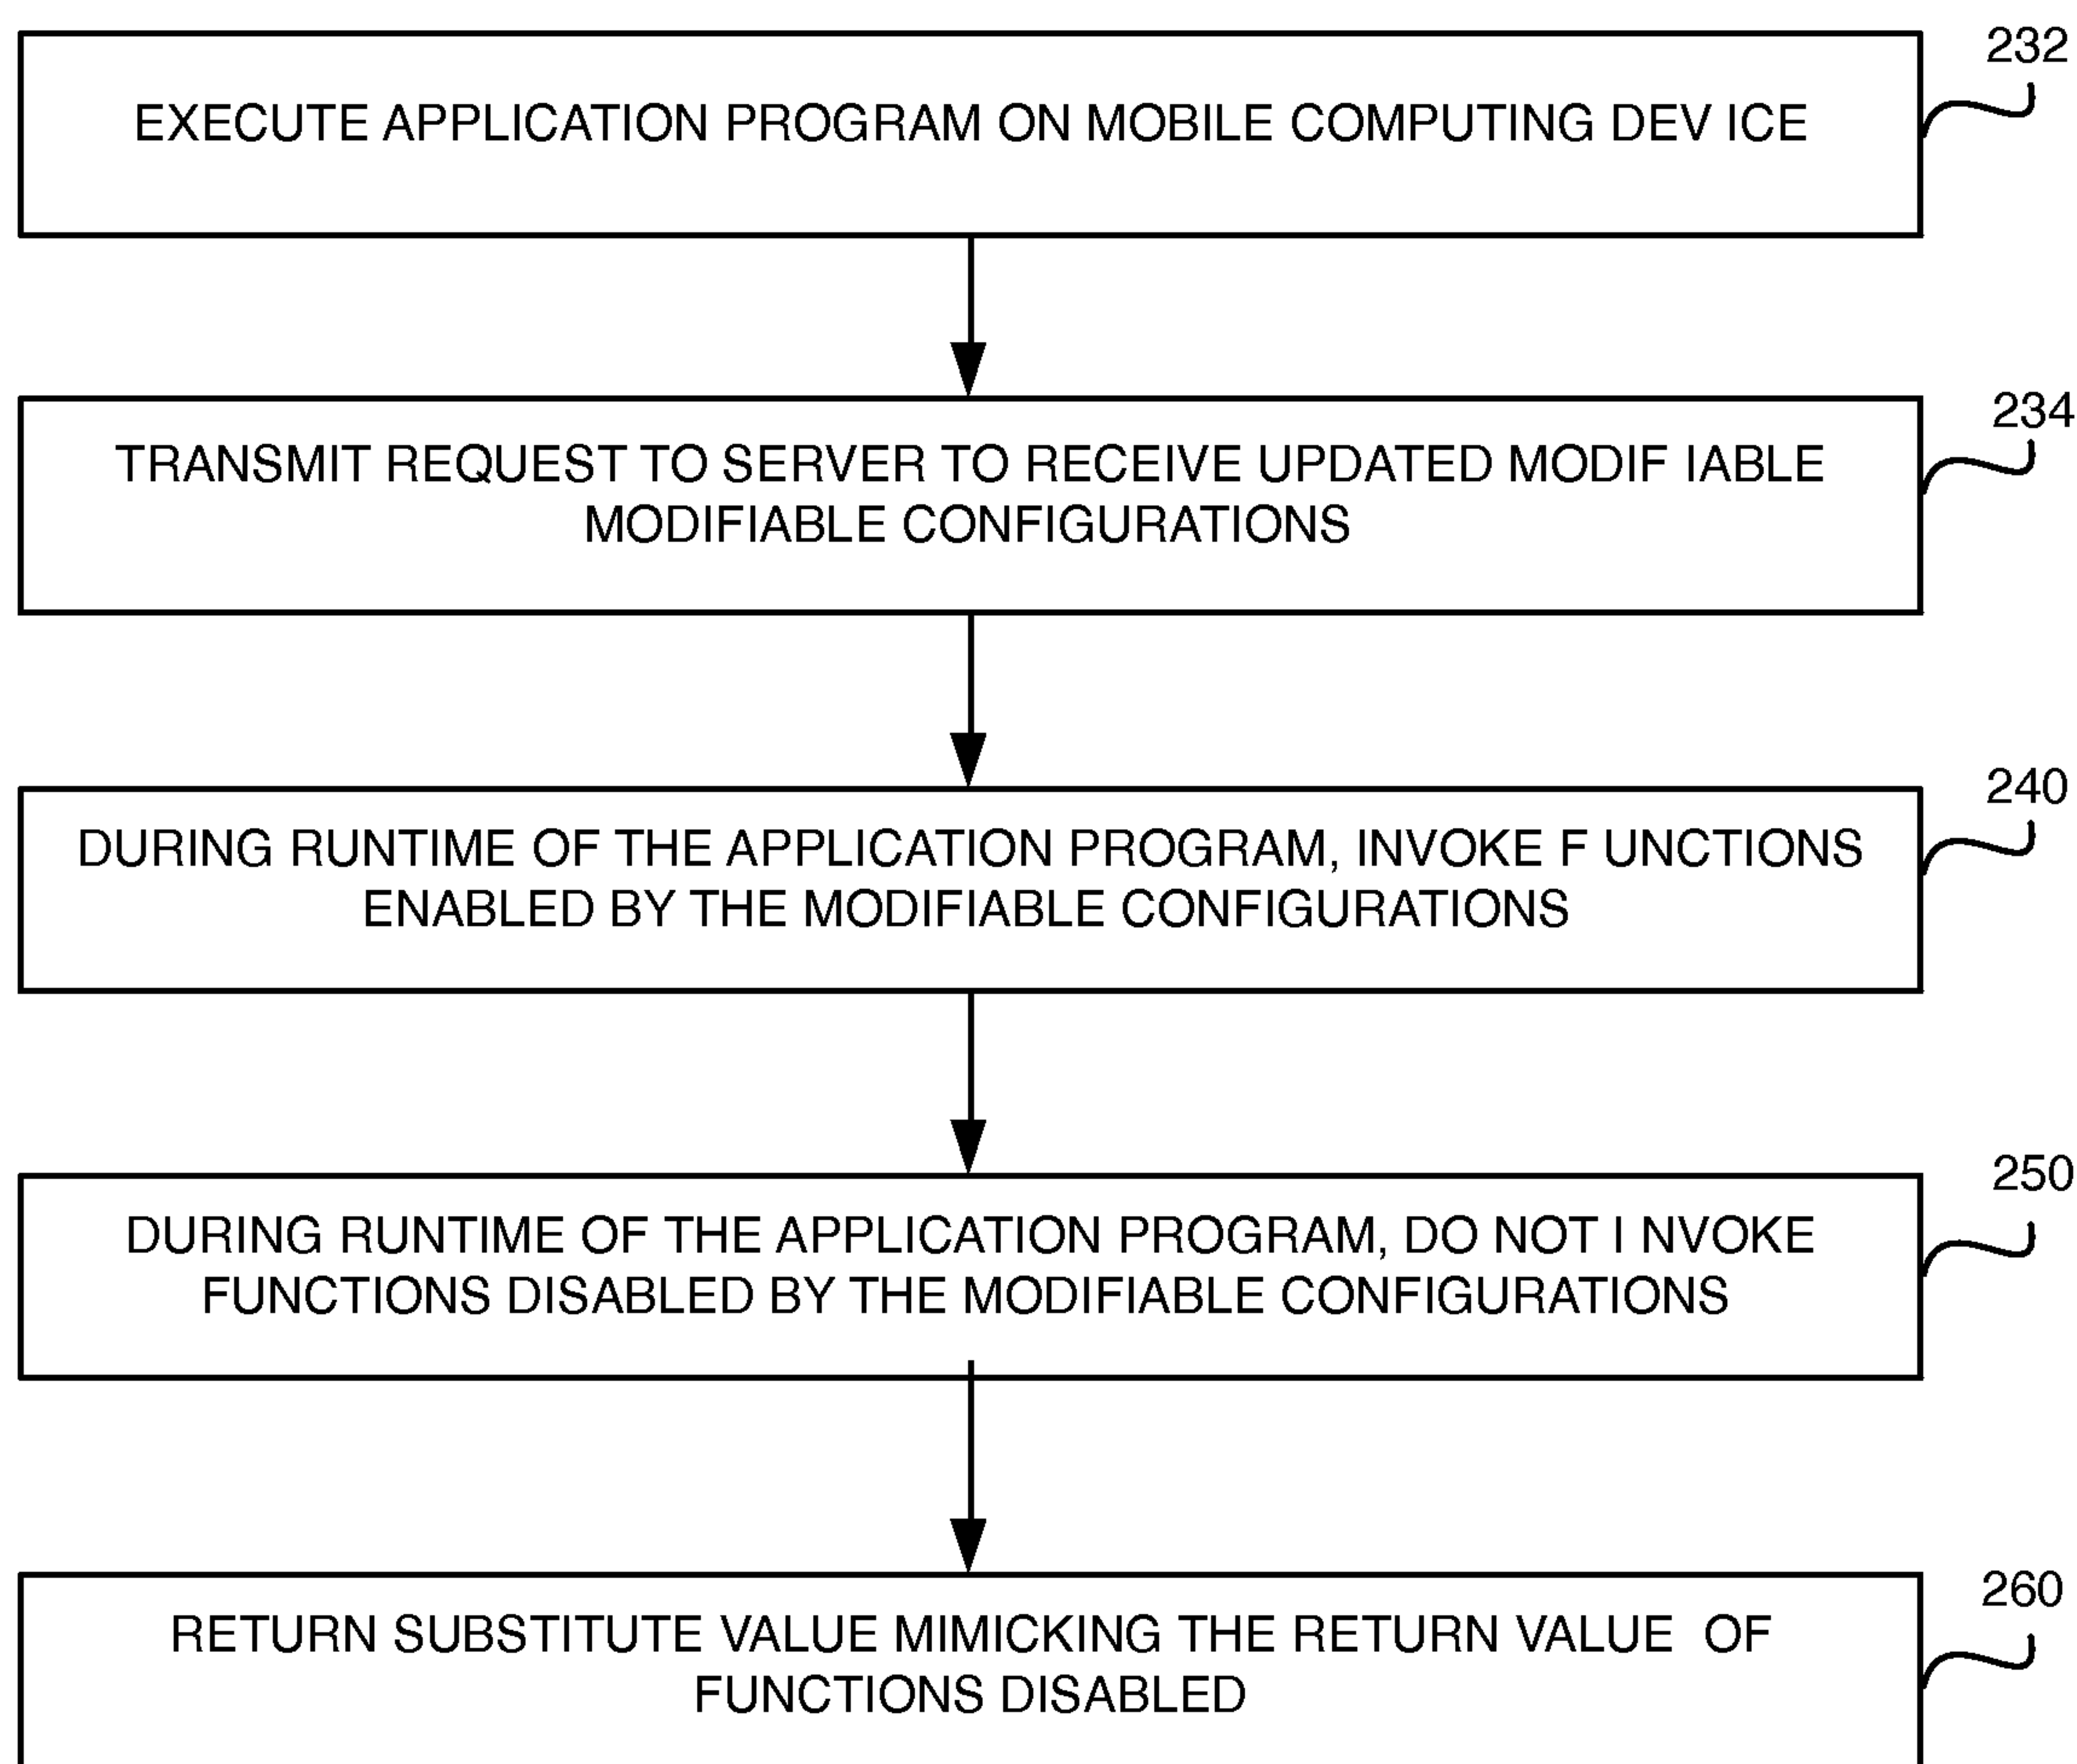 232
EXECUTE APPLICATION PROGRAM ON MOBILE COMPUTING DEV ICE
234
TRANSMIT REQUEST TO SERVER TO RECEIVE UPDATED MODIF IABLE
MODIFIABLE CONFIGURATIONS
240
DURING RUNTIME OF THE APPLICATION PROGRAM, INVOKE F UNCTIONS
ENABLED BY THE MODIFIABLE CONFIGURATIONS
250
DURING RUNTIME OF THE APPLICATION PROGRAM, DO NOT I NVOKE
FUNCTIONS DISABLED BY THE MODIFIABLE CONFIGURATIONS
260
RETURN SUBSTITUTE VALUE MIMICKING THE RETURN VALUE  OF
FUNCTIONS DISABLED